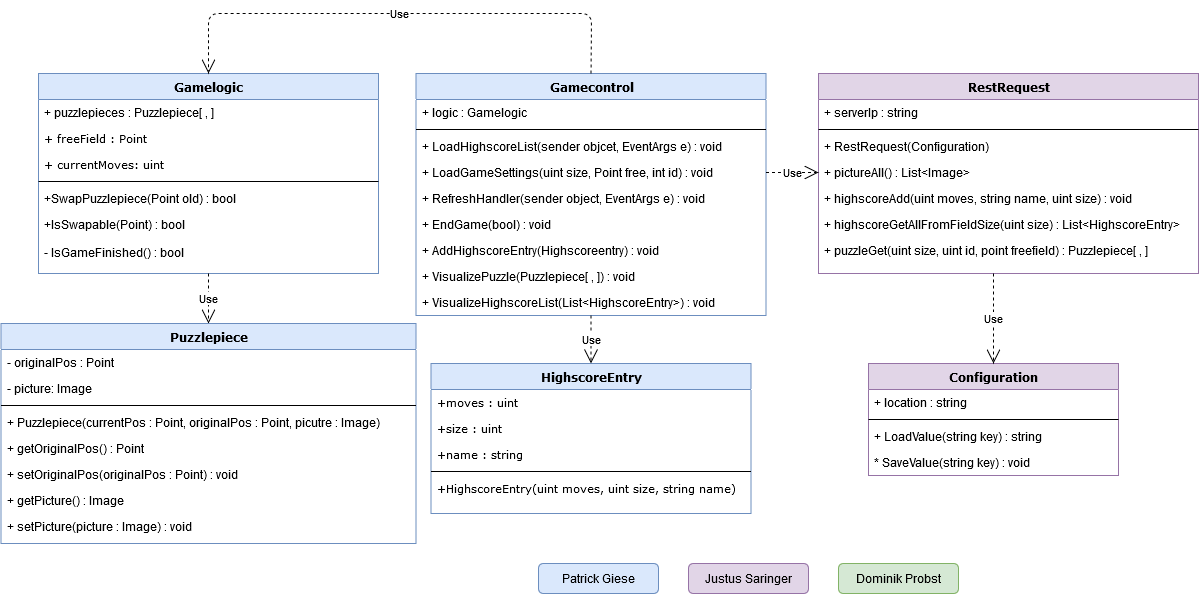 Use
Gamelogic
+ puzzlepieces : Puzzlepiece[ , ]
+ freeField : Point
+ currentMoves: uint
+SwapPuzzlepiece(Point old) : bool
+IsSwapable(Point) : bool
- IsGameFinished() : bool
Use
Gamecontrol
+ logic : Gamelogic
+ LoadHighscoreList(sender objcet, EventArgs e) : void
+ LoadGameSettings(uint size, Point free, int id) : void
+ RefreshHandler(sender object, EventArgs e) : void
+ EndGame(bool) : void
+ AddHighscoreEntry(Highscoreentry) : void
+ VisualizePuzzle(Puzzlepiece[ , ]) : void
+ VisualizeHighscoreList(List<HighscoreEntry>) : void
Use
Use
RestRequest
+ serverIp : string
+ RestRequest(Configuration)
+ pictureAll() : List<Image>
+ highscoreAdd(uint moves, string name, uint size) : void
+ highscoreGetAllFromFieldSize(uint size) : List<HighscoreEntry>
+ puzzleGet(uint size, uint id, point freefield) : Puzzlepiece[ , ]
Use
Puzzlepiece
- originalPos : Point
- picture: Image
+ Puzzlepiece(currentPos : Point, originalPos : Point, picutre : Image)
+ getOriginalPos() : Point
+ setOriginalPos(originalPos : Point) : void
+ getPicture() : Image
+ setPicture(picture : Image) : void
HighscoreEntry
+moves : uint
+size : uint
+name : string
+HighscoreEntry(uint moves, uint size, string name)
Configuration
+ location : string
+ LoadValue(string key) : string
* SaveValue(string key) : void
Patrick Giese
Justus Saringer
Dominik Probst